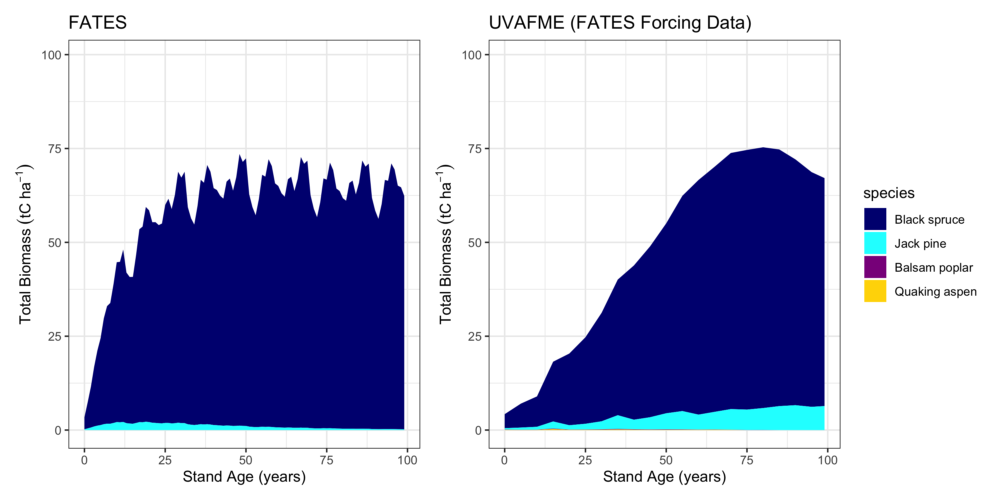 FATES
100
75
50
25
0
Total Biomass (tC ha⁻¹)
0 25 50 75 100
Stand Age (years)
UVAFME (FATES Forcing Data)
100
75
50
25
0
Total Biomass (tC ha⁻¹)
0 25 50 75 100
Stand Age (years)
species
Black spruce
Jack pine
Balsam poplar
Quaking aspen